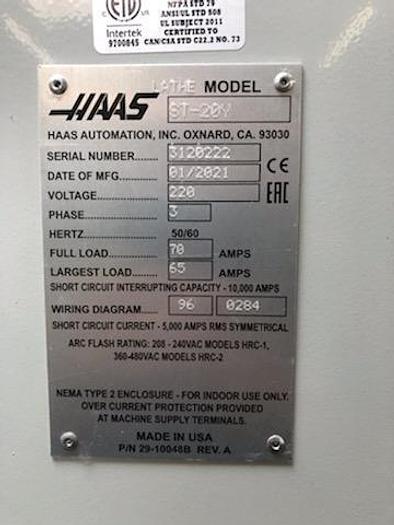 ETL
Intertek
9700845
NFPA STD 79
ANSI/UL STD 508
UL SUBJECT 2011
CERTIFIED TO
CAN/CSA STD C22.2 NO. 73
LATHE MODEL
HAAS ST-20Y
HAAS AUTOMATION, INC. OXNARD, CA. 93030
SERIAL NUMBER........ 3120222
DATE OF MFG............ 01/2021 CE
VOLTAGE.................. 220 EAC
PHASE...................... 3
HERTZ 50/60
FULL LOAD............... 70 AMPS
LARGEST LOAD........ 65 AMPS
SHORT CIRCUIT INTERRUPTING CAPACITY - 10,000 AMPS
WIRING DIAGRAM...... 96 0284
SHORT CIRCUIT CURRENT - 5,000 AMPS RMS SYMMETRICAL
ARC FLASH RATING: 208 - 240VAC MODELS HRC-1,
360-480VAC MODELS HRC-2
NEMA TYPE 2 ENCLOSURE - FOR INDOOR USE ONLY.
OVER CURRENT PROTECTION PROVIDED
AT MACHINE SUPPLY TERMINALS.
MADE IN USA
P/N 29-10048B REV. A